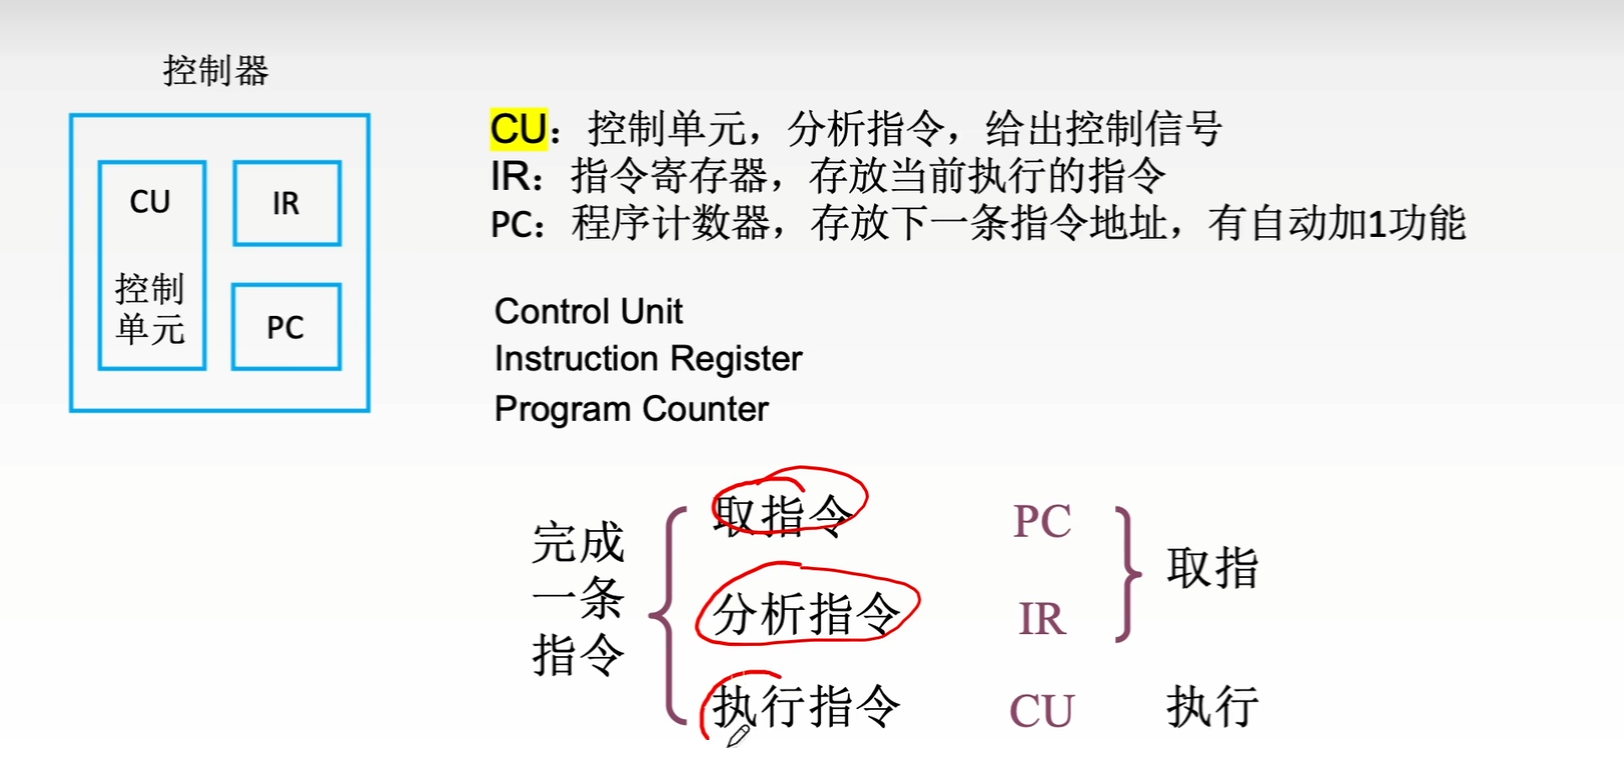 控制器
CU
控制
单元
IR
PC
CU：控制单元，分析指令，给出控制信号
IR：指令寄存器，存放当前执行的指令
PC：程序计数器，存放下一条指令地址，有自动加1功能
Control Unit
Instruction Register
Program Counter
完成
一条
指令
取指令 PC
分析指令 IR
取指
执行指令 CU 执行